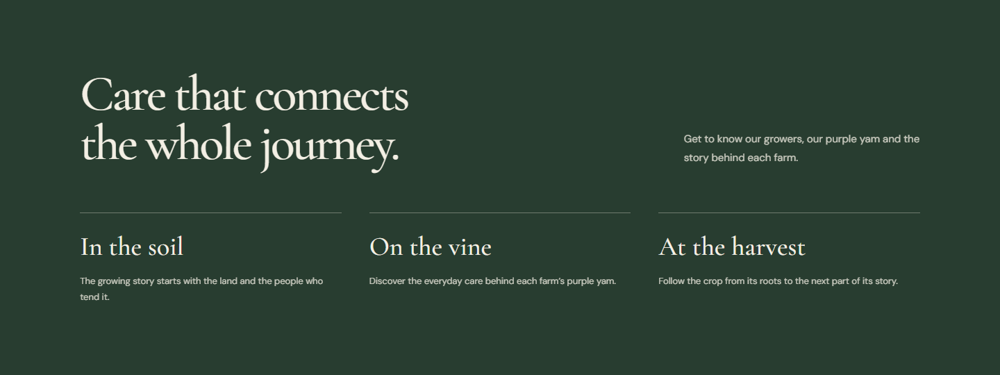 Care that connects
the whole journey.
Get to know our growers, our purple yam and the
story behind each farm.
In the soil
The growing story starts with the land and the people who
tend it.
On the vine
Discover the everyday care behind each farm’s purple yam.
At the harvest
Follow the crop from its roots to the next part of its story.